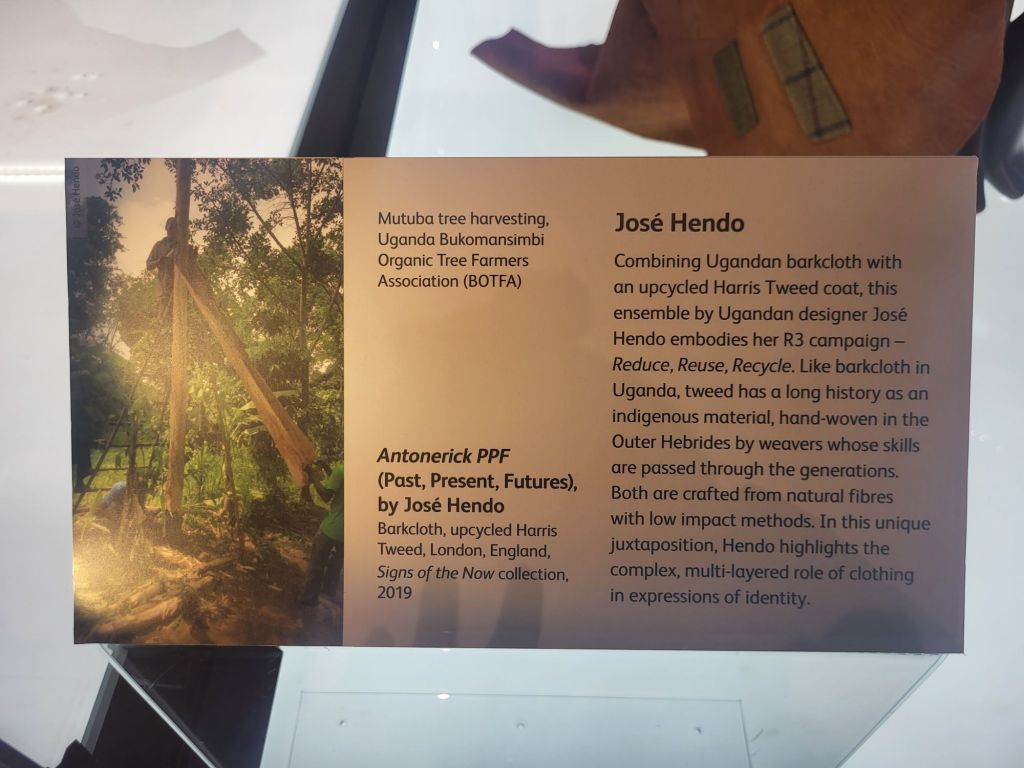 © José Hendo
Mutuba tree harvesting,
Uganda Bukomansimbi
Organic Tree Farmers
Association (BOTFA)
Antonerick PPF
(Past, Present, Futures),
by José Hendo
Barkcloth, upcycled Harris
Tweed, London, England,
Signs of the Now collection,
2019
José Hendo
Combining Ugandan barkcloth with
an upcycled Harris Tweed coat, this
ensemble by Ugandan designer José
Hendo embodies her R3 campaign –
Reduce, Reuse, Recycle. Like barkcloth in
Uganda, tweed has a long history as an
indigenous material, hand-woven in the
Outer Hebrides by weavers whose skills
are passed through the generations.
Both are crafted from natural fibres
with low impact methods. In this unique
juxtaposition, Hendo highlights the
complex, multi-layered role of clothing
in expressions of identity.